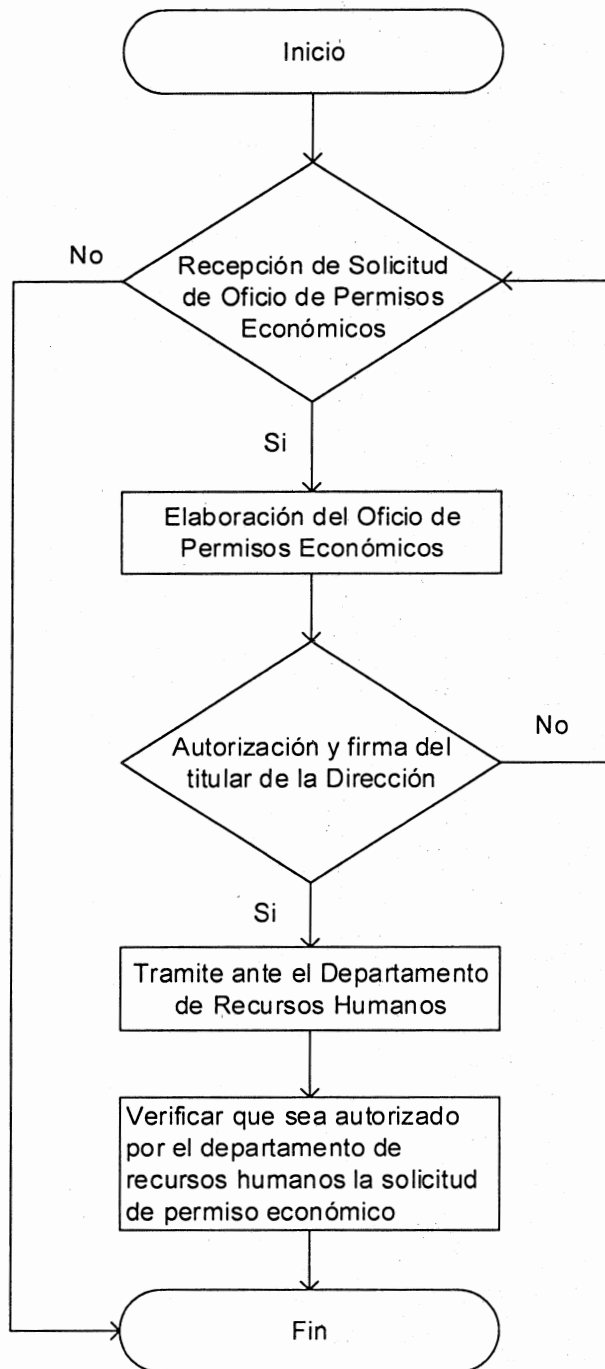 Inicio
No
Recepción de Solicitud
de Oficio de Permisos
Económicos
Si
Elaboración del Oficio de
Permisos Económicos
Autorización y firma del
titular de la Dirección
No
Si
Tramite ante el Departamento
de Recursos Humanos
Verificar que sea autorizado
por el departamento de
recursos humanos la solicitud
de permiso económico
Fin